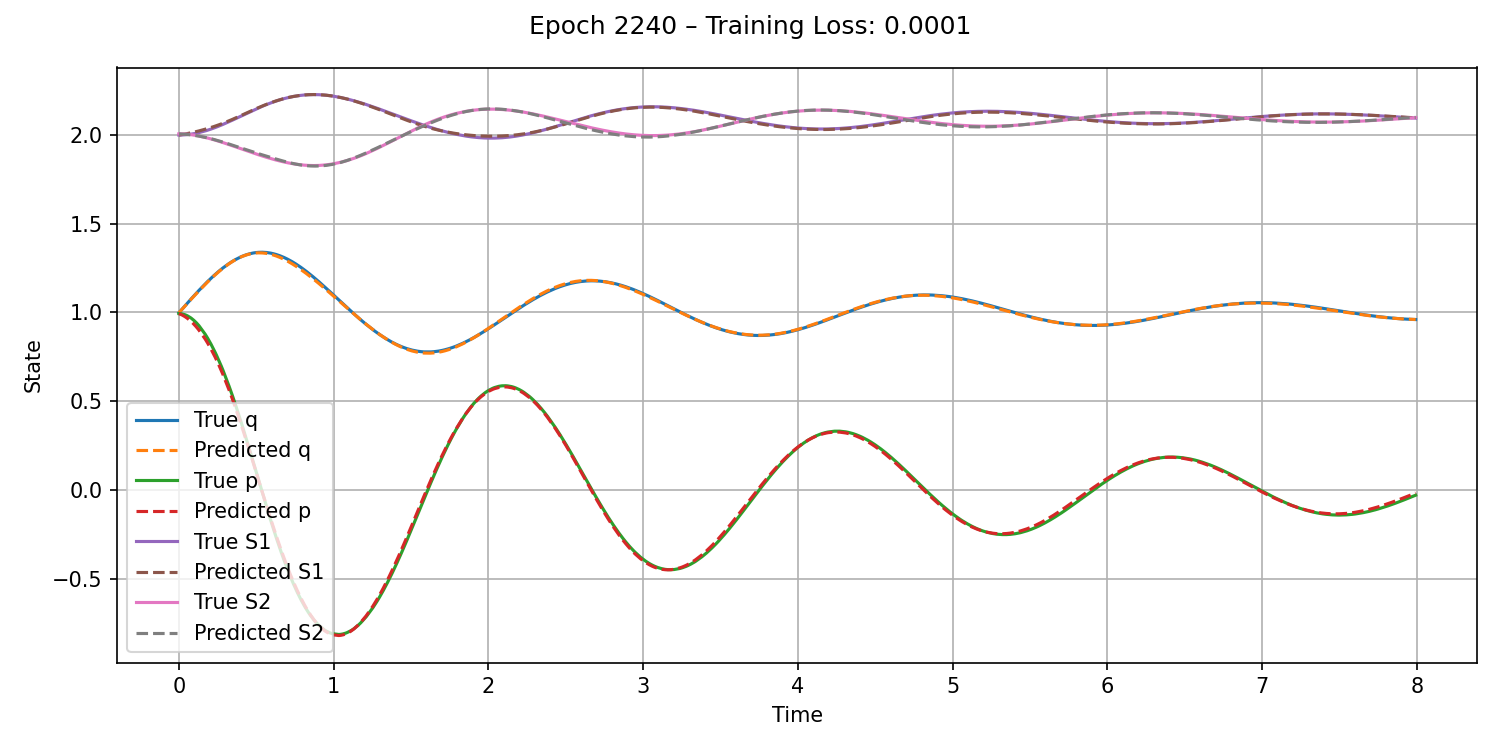 Epoch 2240 – Training Loss: 0.0001
State
2.0
1.5
1.0
0.5
0.0
−0.5
True q
Predicted q
True p
Predicted p
True S1
Predicted S1
True S2
Predicted S2
0 1 2 3 4 5 6 7 8
Time